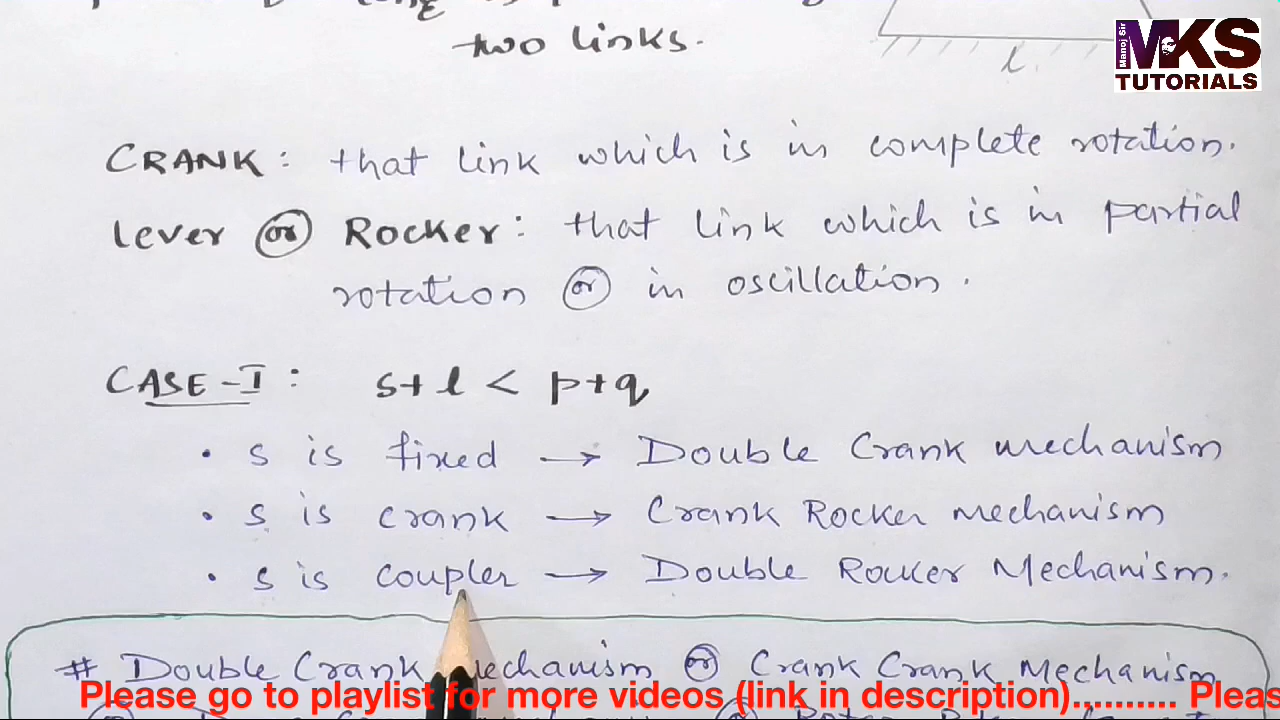 two links.
l
Manoj Sir
MKS
TUTORIALS
CRANK: that link which is in complete rotation.
Lever or Rocker: that link which is in partial
rotation or in oscillation.
CASE-I: s+l < p+q
• s is fixed → Double Crank mechanism
• s is crank → Crank Rocker mechanism
• s is coupler → Double Rocker Mechanism.
# Double Crank Mechanism or Crank Crank Mechanism
Please go to playlist for more videos (link in description).......... Pleas